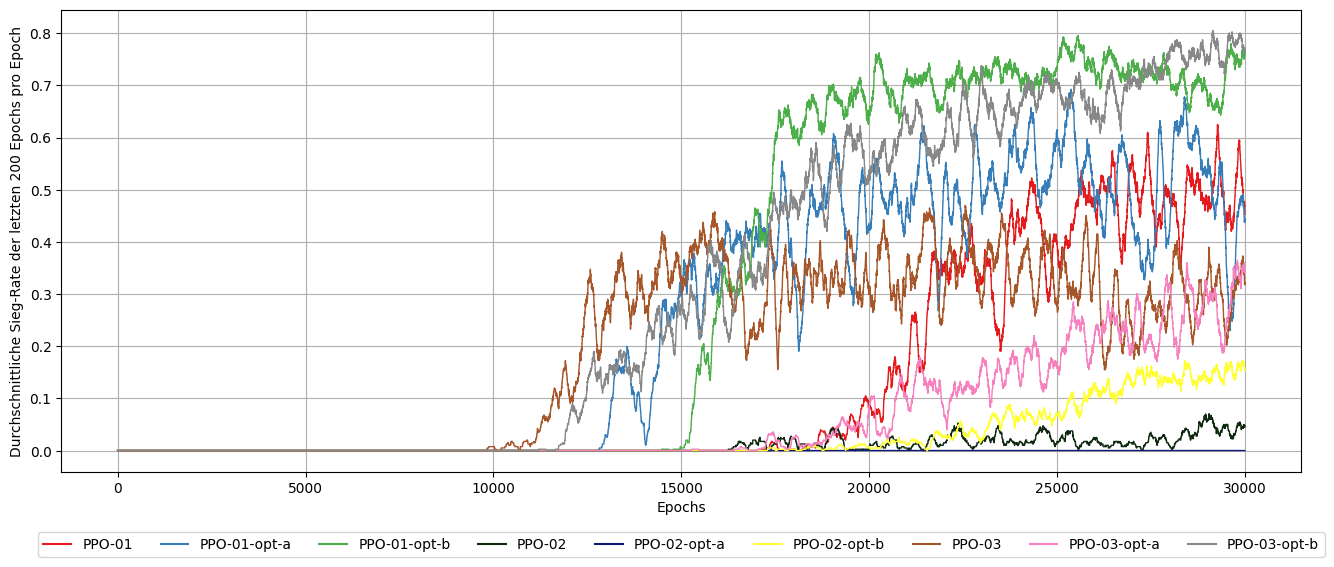 Durchschnittliche Sieg-Rate der letzten 200 Epochs pro Epoch
0.8
0.7
0.6
0.5
0.4
0.3
0.2
0.1
0.0
0 5000 10000 15000 20000 25000 30000
Epochs
PPO-01 PPO-01-opt-a PPO-01-opt-b PPO-02 PPO-02-opt-a PPO-02-opt-b PPO-03 PPO-03-opt-a PPO-03-opt-b